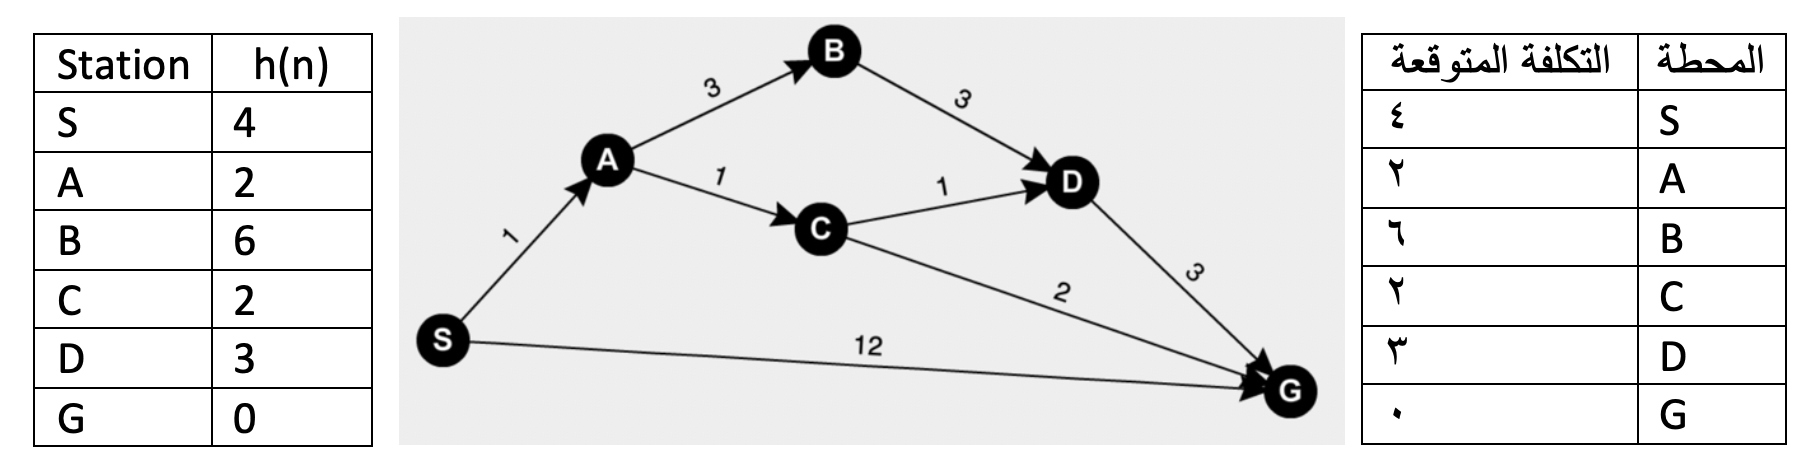 Station h(n)
S 4
A 2
B 6
C 2
D 3
G 0
B
3
3
A
1
1
D
C
1
3
2
S
12
G
المحطة التكلفة المتوقعة
S ٤
A ٢
B ٦
C ٢
D ٣
G ٠